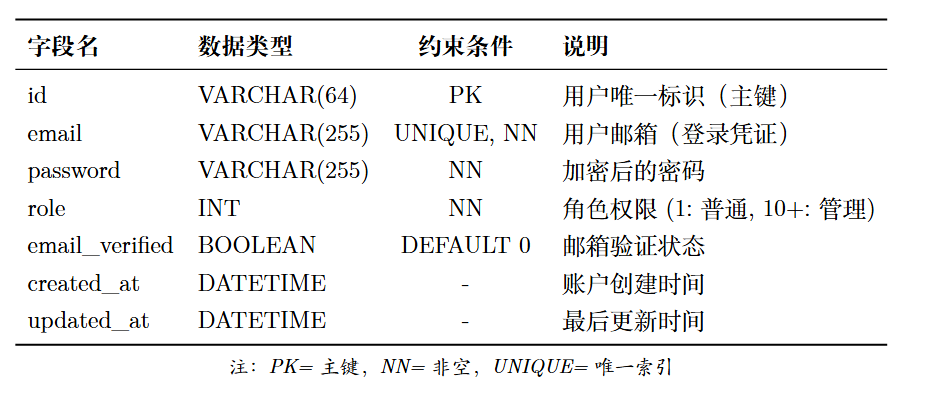 字段名 数据类型 约束条件 说明
id VARCHAR(64) PK 用户唯一标识（主键）
email VARCHAR(255) UNIQUE, NN 用户邮箱（登录凭证）
password VARCHAR(255) NN 加密后的密码
role INT NN 角色权限 (1: 普通, 10+: 管理)
email_verified BOOLEAN DEFAULT 0 邮箱验证状态
created_at DATETIME - 账户创建时间
updated_at DATETIME - 最后更新时间
注：PK= 主键，NN= 非空，UNIQUE= 唯一索引